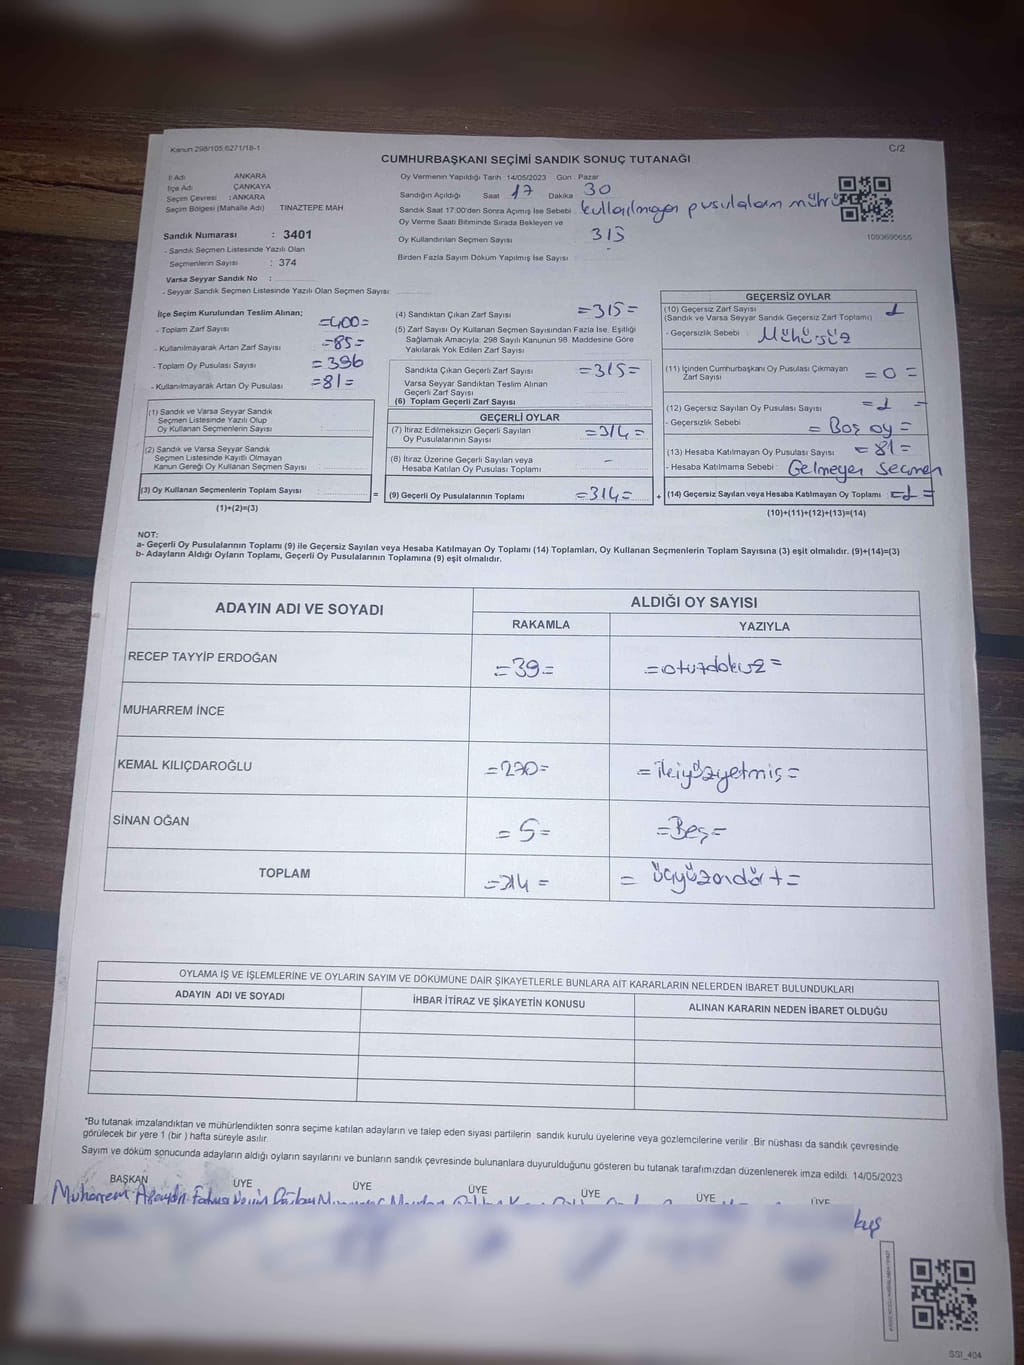 Kanun 298/105.6271/18-1
C/2
CUMHURBAŞKANI SEÇİMİ SANDIK SONUÇ TUTANAĞI
İl Adı ANKARA
İlçe Adı ÇANKAYA
Seçim Çevresi : ANKARA
Seçim Bölgesi (Mahalle Adı) TINAZTEPE MAH.
Sandık Numarası : 3401
- Sandık Seçmen Listesinde Yazılı Olan
Seçmenlerin Sayısı : 374
Varsa Seyyar Sandık No :
- Seyyar Sandık Seçmen Listesinde Yazılı Olan Seçmen Sayısı
Oy Vermenin Yapıldığı Tarih 14/05/2023 Gün : Pazar
Sandığın Açıldığı Saat 17 Dakika 30
Sandık Saat 17:00'den Sonra Açımış İse Sebebi kullanılmayan pusulaların mührü
Oy Verme Saati Bitiminde Sırada Bekleyen ve
Oy Kullandırılan Seçmen Sayısı 315
Birden Fazla Sayım Döküm Yapılmış İse Sayısı
1093690656
İlçe Seçim Kurulundan Teslim Alınan;
- Toplam Zarf Sayısı =400=
- Kullanılmayarak Artan Zarf Sayısı =85=
- Toplam Oy Pusulası Sayısı =396
- Kullanılmayarak Artan Oy Pusulası =81=
(1) Sandık ve Varsa Seyyar Sandık
Seçmen Listesinde Yazılı Olup
Oy Kullanan Seçmenlerin Sayısı
(2) Sandık ve Varsa Seyyar Sandık
Seçmen Listesinde Kayıtlı Olmayan
Kanun Gereği Oy Kullanan Seçmen Sayısı
(3) Oy Kullanan Seçmenlerin Toplam Sayısı =
(1)+(2)=(3)
(4) Sandıktan Çıkan Zarf Sayısı =315=
(5) Zarf Sayısı Oy Kullanan Seçmen Sayısından Fazla İse, Eşitliği
Sağlamak Amacıyla; 298 Sayılı Kanunun 98. Maddesine Göre
Yakılarak Yok Edilen Zarf Sayısı
Sandıkta Çıkan Geçerli Zarf Sayısı =315=
Varsa Seyyar Sandıktan Teslim Alınan
Geçerli Zarf Sayısı
(6) Toplam Geçerli Zarf Sayısı
GEÇERLİ OYLAR
(7) İtiraz Edilmeksizin Geçerli Sayılan
Oy Pusulalarının Sayısı =314=
(8) İtiraz Üzerine Geçerli Sayılan veya
Hesaba Katılan Oy Pusulası Toplamı -
(9) Geçerli Oy Pusulalarının Toplamı =314= +
GEÇERSİZ OYLAR
(10) Geçersiz Zarf Sayısı 1
(Sandık ve Varsa Seyyar Sandık Geçersiz Zarf Toplamı)
- Geçersizlik Sebebi : Mühürsüz
(11) İçinden Cumhurbaşkanı Oy Pusulası Çıkmayan
Zarf Sayısı =0=
(12) Geçersiz Sayılan Oy Pusulası Sayısı =1=
- Geçersizlik Sebebi =Boş oy=
(13) Hesaba Katılmayan Oy Pusulası Sayısı =81=
- Hesaba Katılmama Sebebi : Gelmeyen Seçmen
(14) Geçersiz Sayılan veya Hesaba Katılmayan Oy Toplamı =1=
(10)+(11)+(12)+(13)=(14)
NOT:
a- Geçerli Oy Pusulalarının Toplamı (9) ile Geçersiz Sayılan veya Hesaba Katılmayan Oy Toplamı (14) Toplamları, Oy Kullanan Seçmenlerin Toplam Sayısına (3) eşit olmalıdır. (9)+(14)=(3)
b- Adayların Aldığı Oyların Toplamı, Geçerli Oy Pusulalarının Toplamına (9) eşit olmalıdır.
ADAYIN ADI VE SOYADI
ALDIĞI OY SAYISI
RAKAMLA YAZIYLA
RECEP TAYYİP ERDOĞAN =39= =otuzdokuz=
MUHARREM İNCE
KEMAL KILIÇDAROĞLU =270= =ikiyüzyetmiş=
SİNAN OĞAN =5= =Beş=
TOPLAM =314= =üçyüzondört=
OYLAMA İŞ VE İŞLEMLERİNE VE OYLARIN SAYIM VE DÖKÜMÜNE DAİR ŞİKAYETLERLE BUNLARA AİT KARARLARIN NELERDEN İBARET BULUNDUKLARI
ADAYIN ADI VE SOYADI İHBAR İTİRAZ VE ŞİKAYETİN KONUSU ALINAN KARARIN NEDEN İBARET OLDUĞU
*Bu tutanak imzalandıktan ve mühürlendikten sonra seçime katılan adayların ve talep eden siyasi partilerin sandık kurulu üyelerine veya gözlemcilerine verilir .Bir nüshası da sandık çevresinde
görülecek bir yere 1 (bir ) hafta süreyle asılır.
Sayım ve döküm sonucunda adayların aldığı oyların sayılarını ve bunların sandık çevresinde bulunanlara duyurulduğunu gösteren bu tutanak tarafımızdan düzenlenerek imza edildi. 14/05/2023
BAŞKAN ÜYE ÜYE ÜYE ÜYE ÜYE ÜYE
Muharrem
kuş
SSI_404